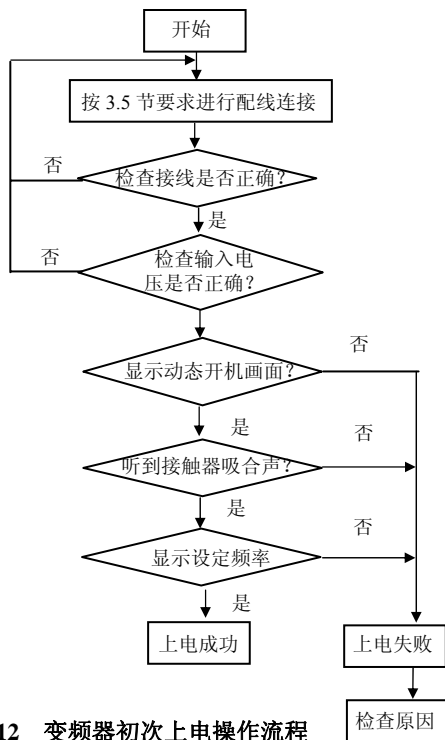 开始
按 3.5 节要求进行配线连接
否
检查接线是否正确?
是
否
检查输入电
压是否正确?
否
显示动态开机画面?
是
否
听到接触器吸合声?
是
否
显示设定频率
是
上电成功
上电失败
检查原因
12 变频器初次上电操作流程